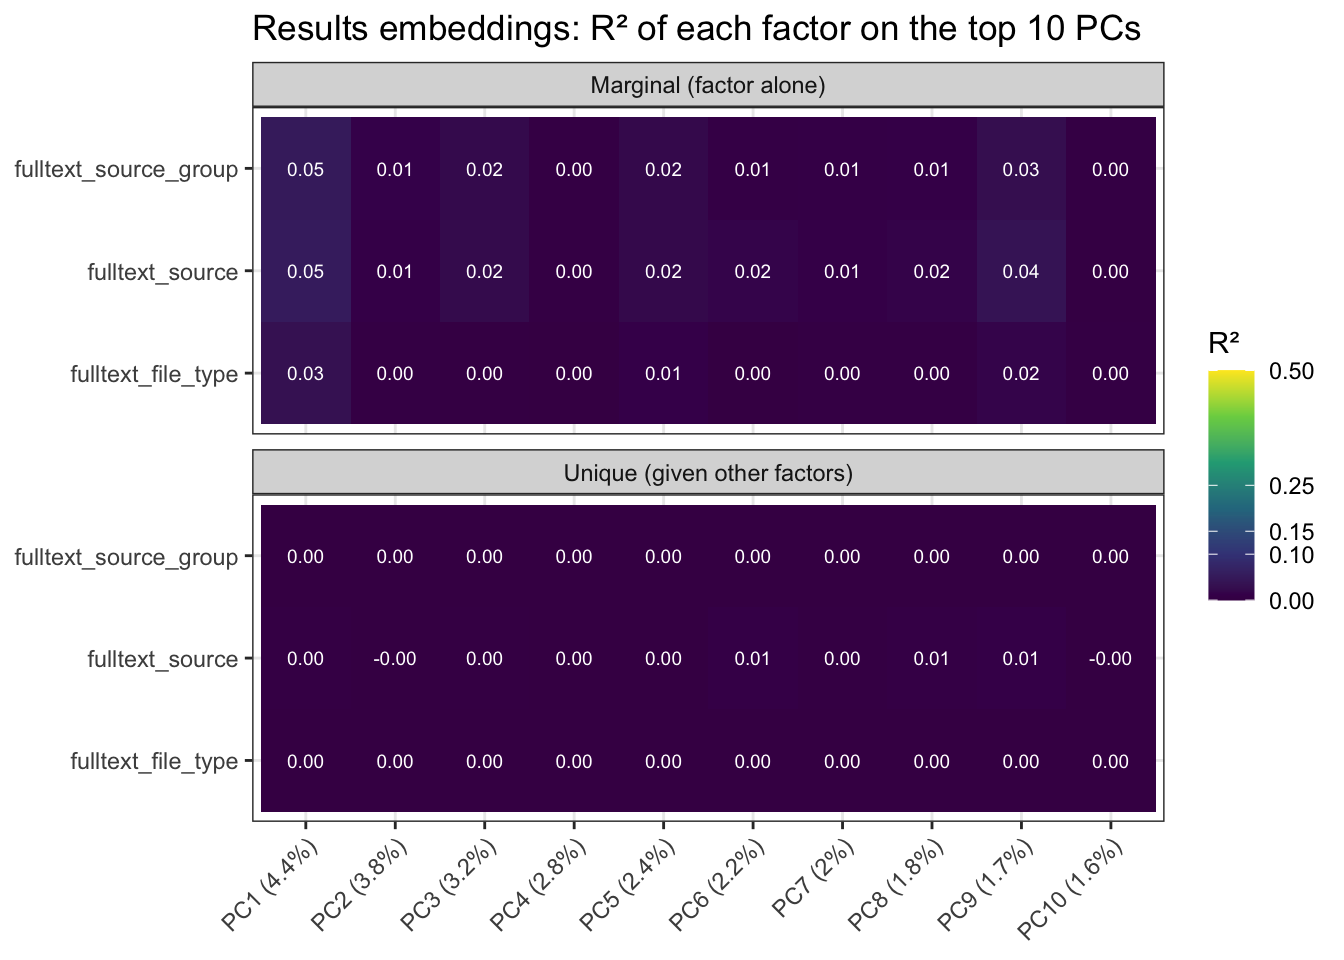 Results embeddings: R² of each factor on the top 10 PCs
Marginal (factor alone)
fulltext_source_group 0.05 0.01 0.02 0.00 0.02 0.01 0.01 0.01 0.03 0.00
fulltext_source 0.05 0.01 0.02 0.00 0.02 0.02 0.01 0.02 0.04 0.00
fulltext_file_type 0.03 0.00 0.00 0.00 0.01 0.00 0.00 0.00 0.02 0.00
Unique (given other factors)
fulltext_source_group 0.00 0.00 0.00 0.00 0.00 0.00 0.00 0.00 0.00 0.00
fulltext_source 0.00 -0.00 0.00 0.00 0.00 0.01 0.00 0.01 0.01 -0.00
fulltext_file_type 0.00 0.00 0.00 0.00 0.00 0.00 0.00 0.00 0.00 0.00
PC1 (4.4%) PC2 (3.8%) PC3 (3.2%) PC4 (2.8%) PC5 (2.4%) PC6 (2.2%) PC7 (2%) PC8 (1.8%) PC9 (1.7%) PC10 (1.6%)
R²
0.50
0.25
0.15
0.10
0.00